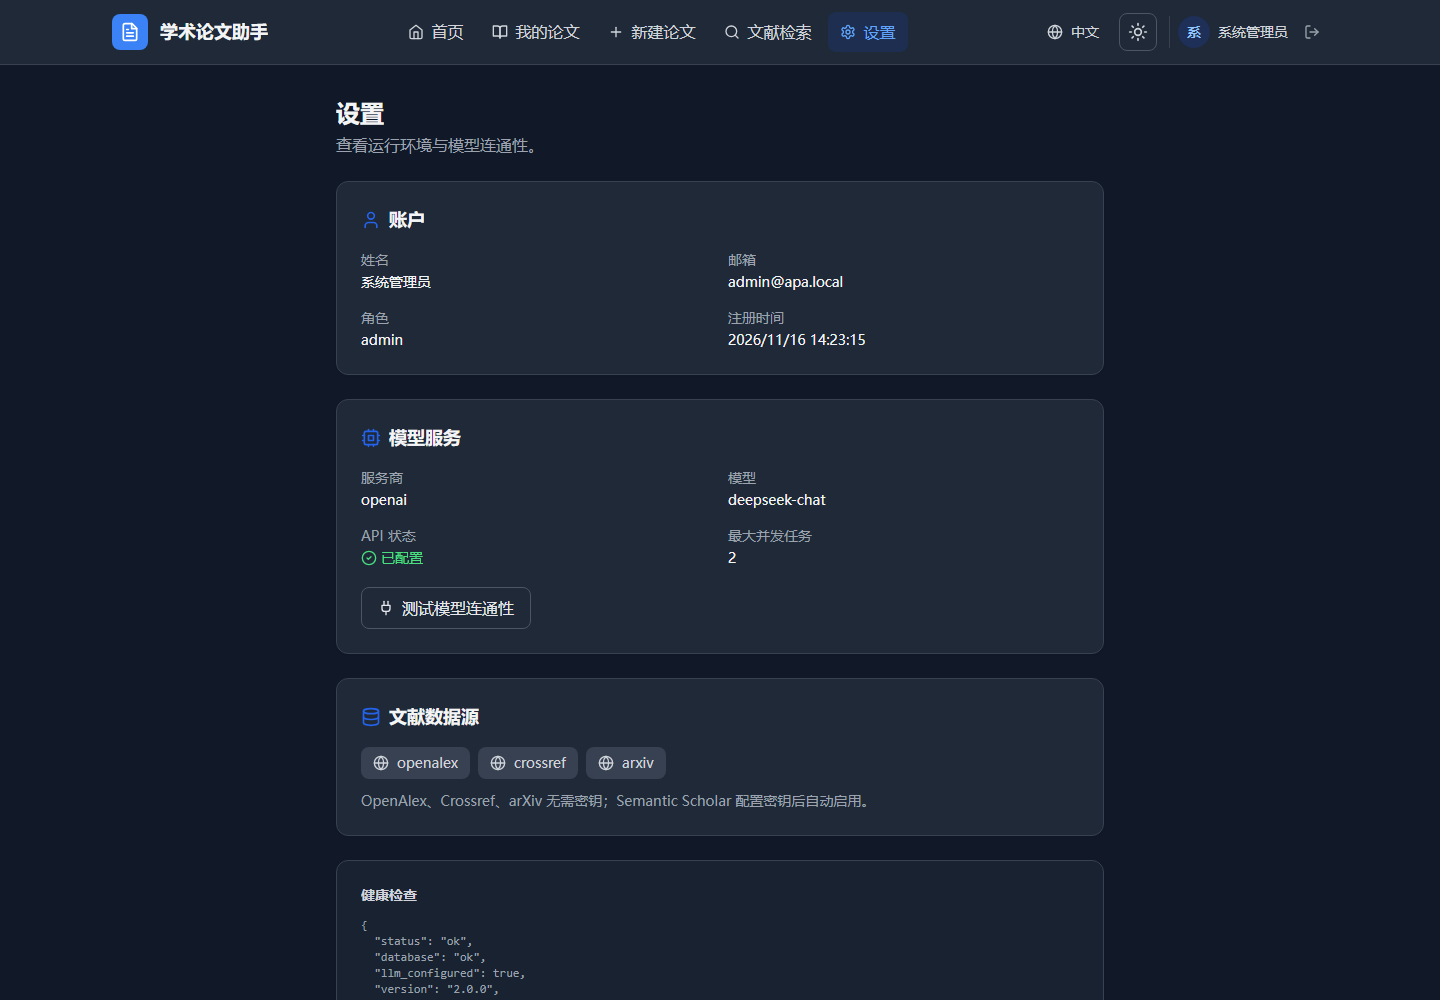 学术论文助手
首页
我的论文
新建论文
文献检索
设置
中文
系
系统管理员
设置
查看运行环境与模型连通性。
账户
姓名
系统管理员
邮箱
admin@apa.local
角色
admin
注册时间
2026/11/16 14:23:15
模型服务
服务商
openai
模型
deepseek-chat
API 状态
已配置
最大并发任务
2
测试模型连通性
文献数据源
openalex
crossref
arxiv
OpenAlex、Crossref、arXiv 无需密钥；Semantic Scholar 配置密钥后自动启用。
健康检查
{
"status": "ok",
"database": "ok",
"llm_configured": true,
"version": "2.0.0",